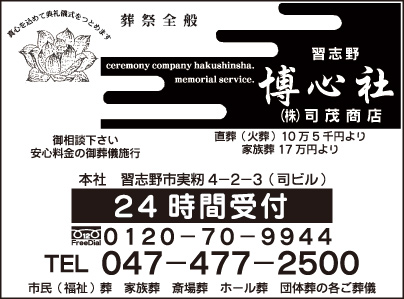 真心を込めて典礼儀式をつとめます
葬祭全般
ceremony company hakushinsha.
memorial service.
習志野
博心社
㈱司茂商店
御相談下さい
安心料金の御葬儀施行
直葬（火葬）10万5千円より
家族葬17万円より
本社　習志野市実籾4−2−3（司ビル）
24時間受付
FreeDial 0120−70−9944
TEL 047−477−2500
市民（福祉）葬　家族葬　斎場葬　ホール葬　団体葬の各ご葬儀